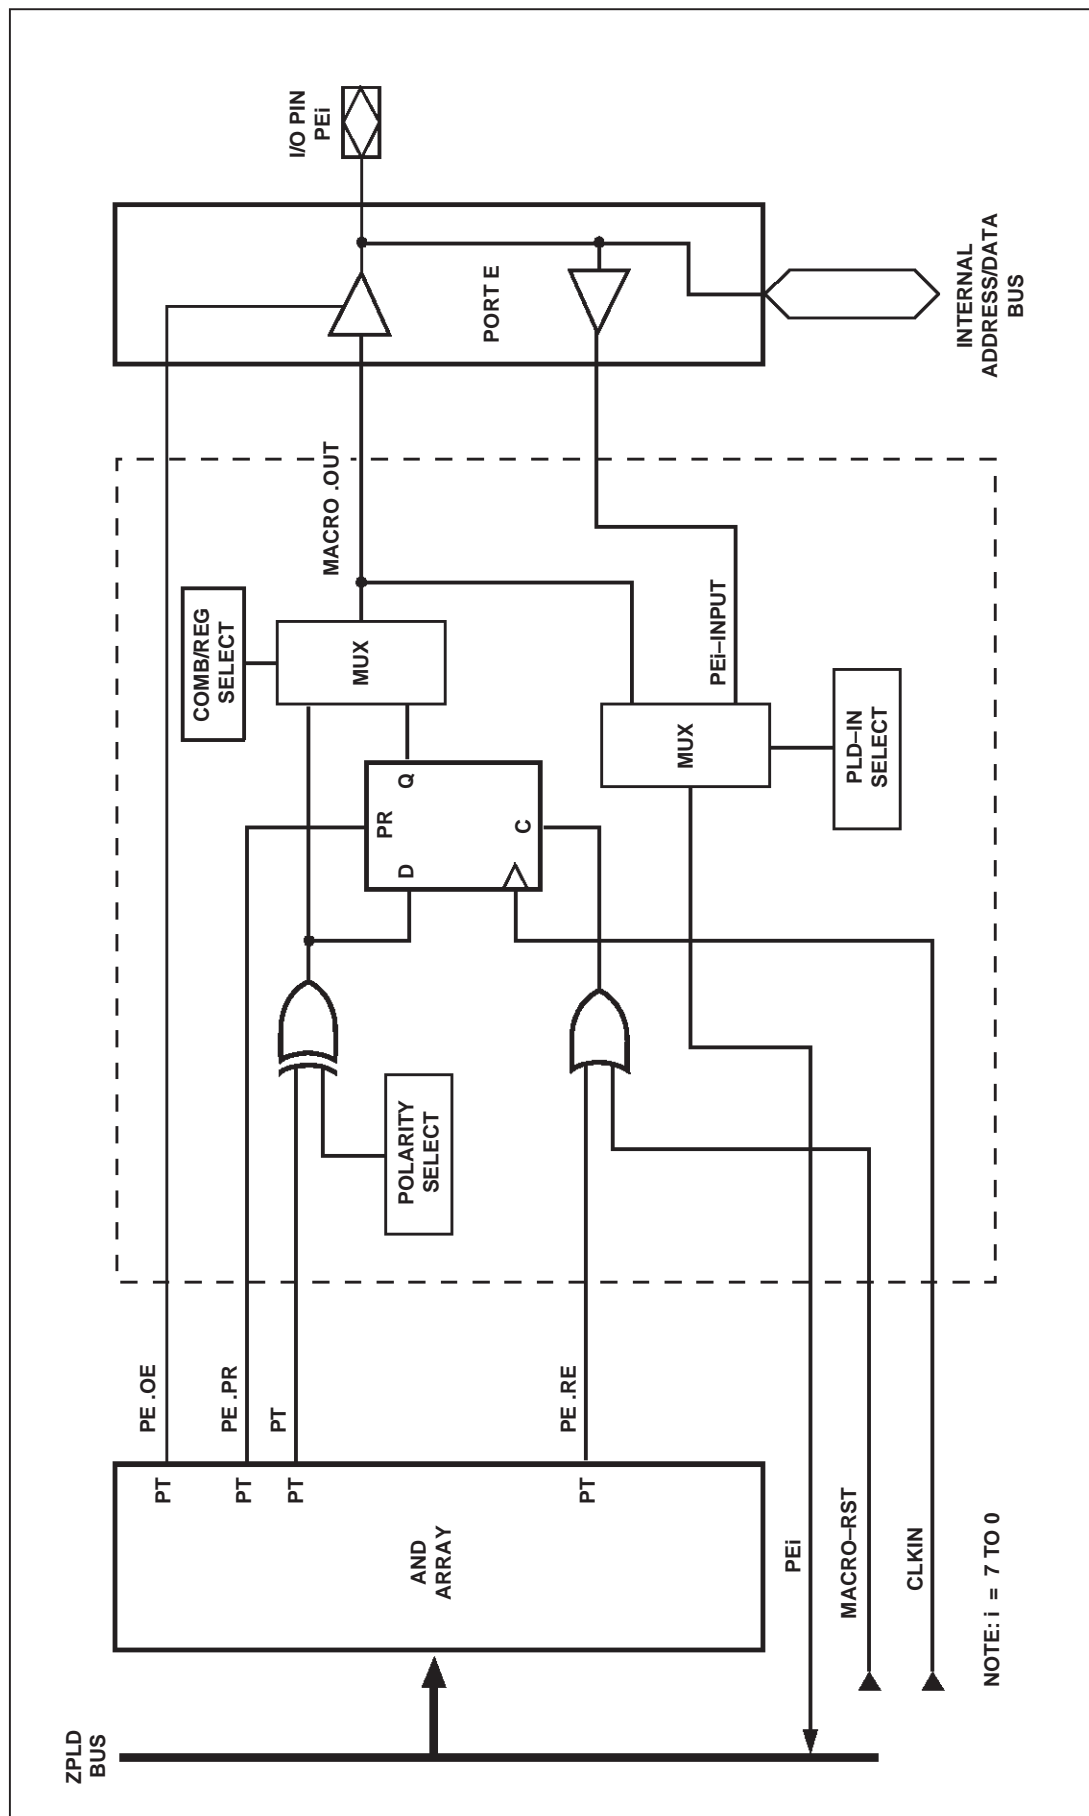 ZPLD
BUS
AND
ARRAY
PT
PT
PT
PT
PE .OE
PE .PR
PT
PE .RE
POLARITY
SELECT
D
PR
Q
C
COMB/REG
SELECT
MUX
MACRO .OUT
MUX
PEi–INPUT
PLD–IN
SELECT
PORT E
I/O PIN
PEi
INTERNAL
ADDRESS/DATA
BUS
PEi
MACRO–RST
CLKIN
NOTE: i = 7 TO 0